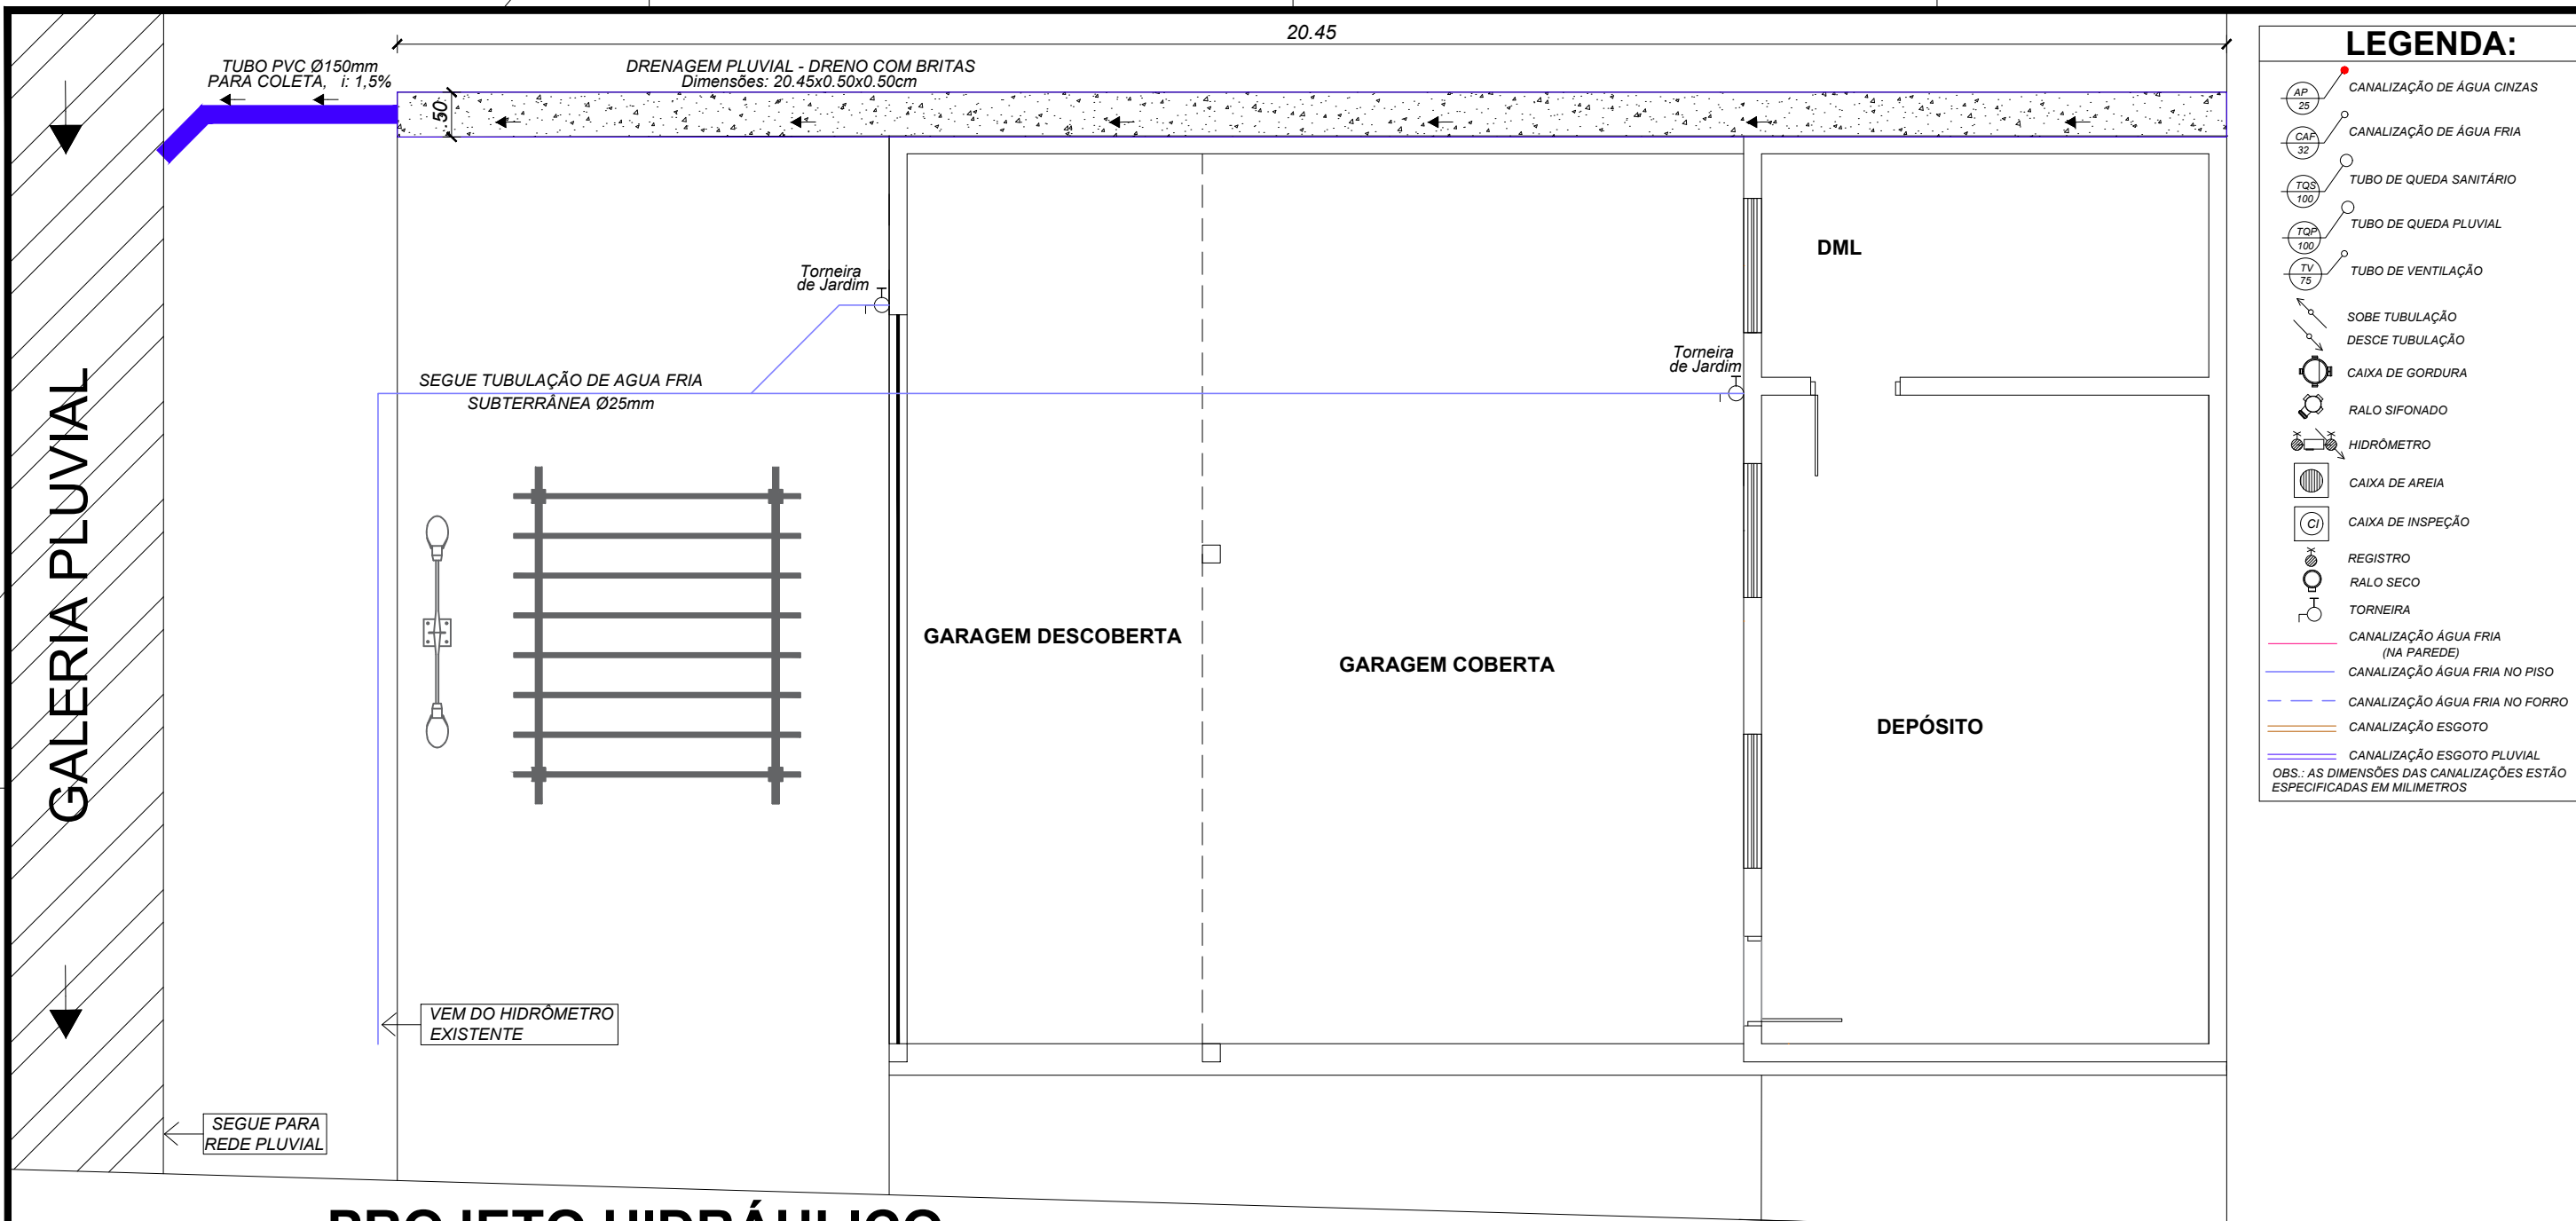 20.45
TUBO PVC Ø150mm
PARA COLETA, i: 1,5%
DRENAGEM PLUVIAL - DRENO COM BRITAS
Dimensões: 20.45x0.50x0.50cm
.50
GALERIA PLUVIAL
Torneira
de Jardim
DML
Torneira
de Jardim
SEGUE TUBULAÇÃO DE AGUA FRIA
SUBTERRÂNEA Ø25mm
GARAGEM DESCOBERTA
GARAGEM COBERTA
DEPÓSITO
VEM DO HIDRÔMETRO
EXISTENTE
SEGUE PARA
REDE PLUVIAL
PROJETO HIDRÁULICO
LEGENDA:
AP
25
CANALIZAÇÃO DE ÁGUA CINZAS
CAF
32
CANALIZAÇÃO DE ÁGUA FRIA
TQS
100
TUBO DE QUEDA SANITÁRIO
TQP
100
TUBO DE QUEDA PLUVIAL
TV
75
TUBO DE VENTILAÇÃO
SOBE TUBULAÇÃO
DESCE TUBULAÇÃO
CAIXA DE GORDURA
RALO SIFONADO
HIDRÔMETRO
CAIXA DE AREIA
CI
CAIXA DE INSPEÇÃO
REGISTRO
RALO SECO
TORNEIRA
CANALIZAÇÃO ÁGUA FRIA
(NA PAREDE)
CANALIZAÇÃO ÁGUA FRIA NO PISO
CANALIZAÇÃO ÁGUA FRIA NO FORRO
CANALIZAÇÃO ESGOTO
CANALIZAÇÃO ESGOTO PLUVIAL
OBS.: AS DIMENSÕES DAS CANALIZAÇÕES ESTÃO
ESPECIFICADAS EM MILIMETROS